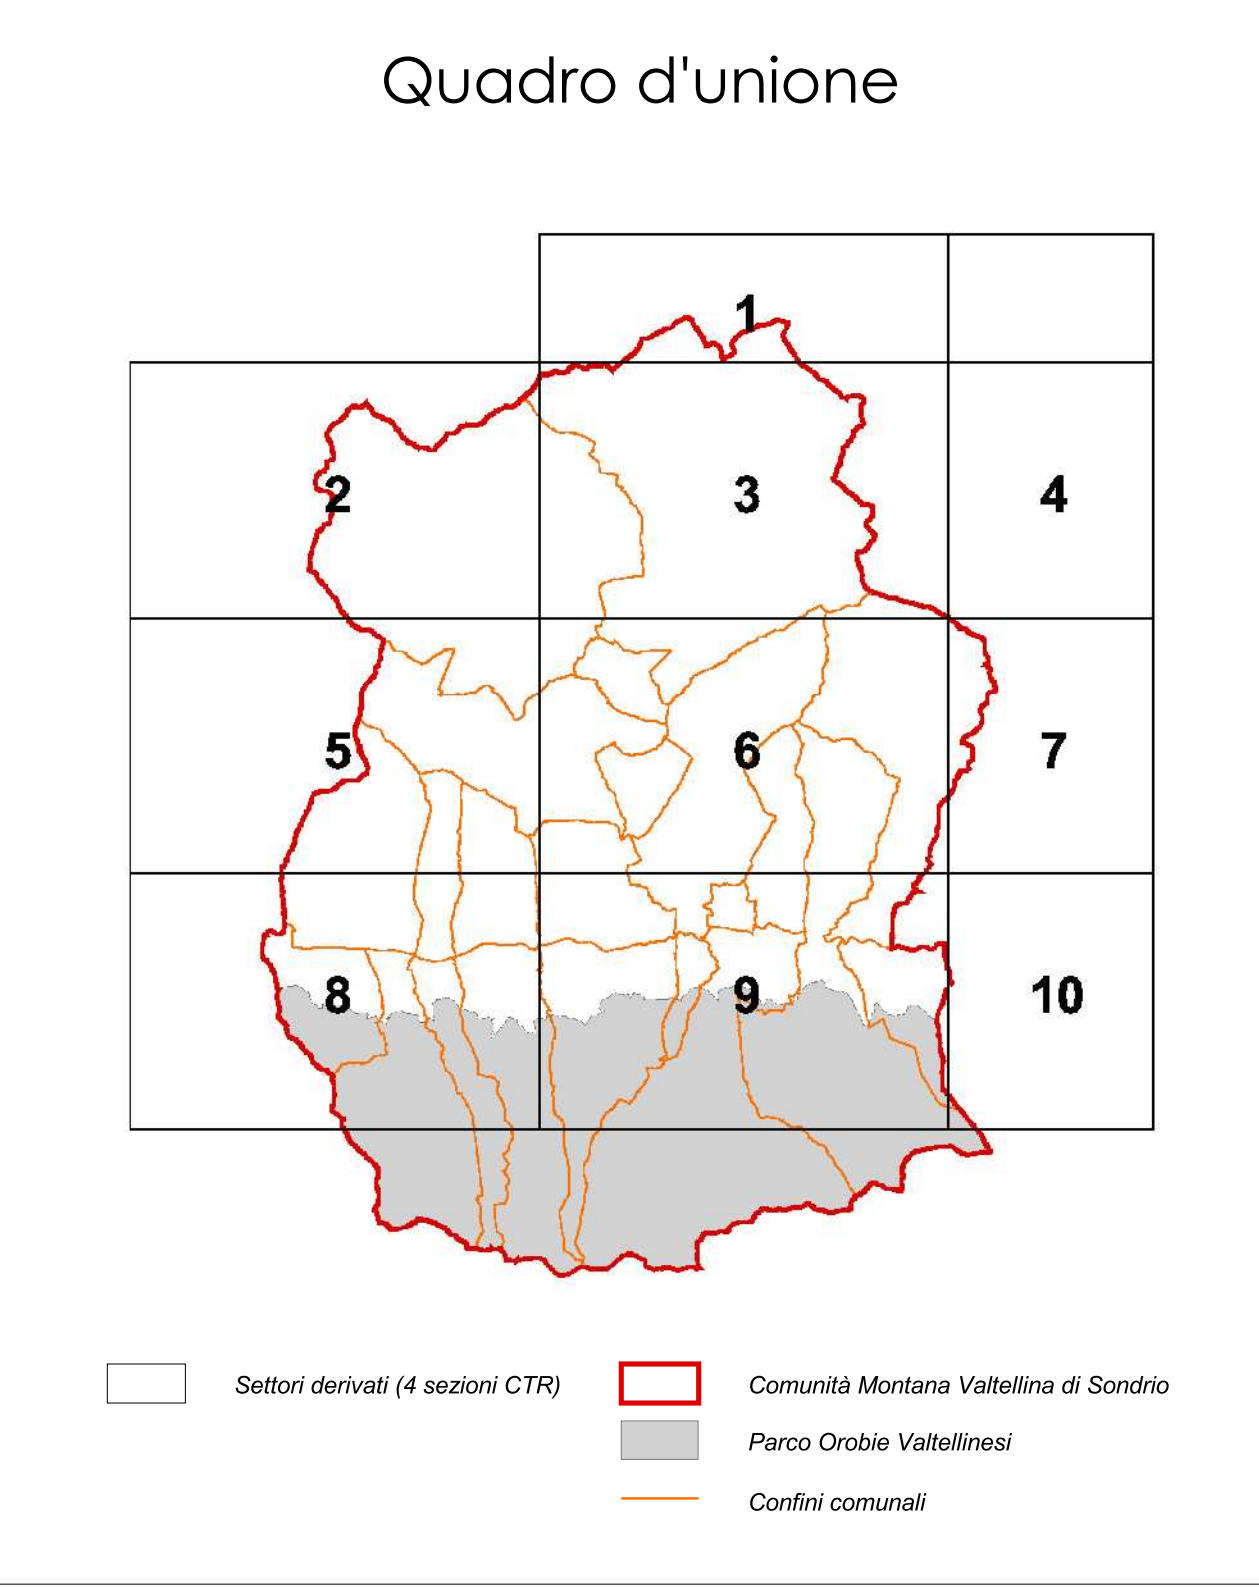 Quadro d'unione
1
2
3
4
5
6
7
8
9
10
Settori derivati (4 sezioni CTR)
Comunità Montana Valtellina di Sondrio
Parco Orobie Valtellinesi
Confini comunali